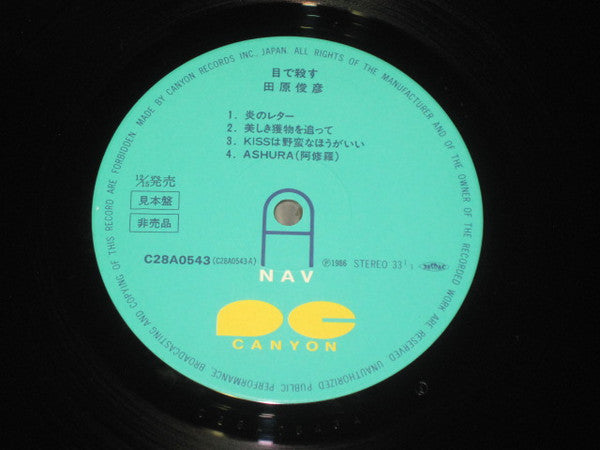 MADE BY CANYON RECORDS INC., JAPAN. ALL RIGHTS OF THE MANUFACTURER AND OF THE OWNER OF THE RECORDED WORK ARE RESERVED. UNAUTHORIZED PUBLIC PERFORMANCE, BROADCASTING AND COPYING OF THIS RECORD ARE FORBIDDEN.
目で殺す
田原俊彦
1. 炎のレター
2. 美しき獲物を追って
3. KISSは野蛮なほうがいい
4. ASHURA(阿修羅)
12/15発売
見本盤
非売品
A
C28A0543(C28A0543-A)
Ⓟ1986 STEREO 33⅓
NAV
PC
CANYON